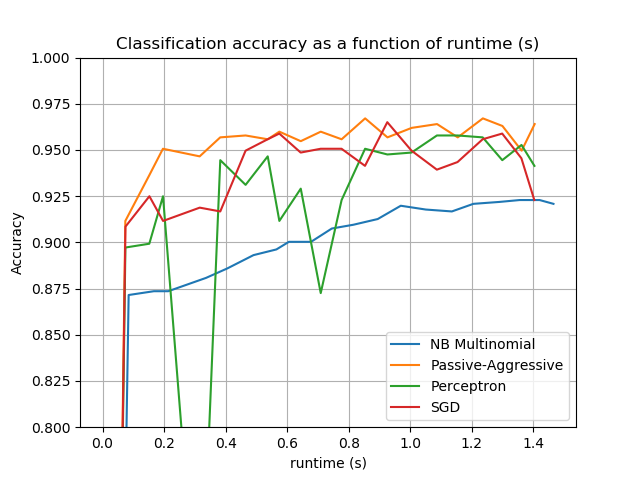 Classification accuracy as a function of runtime (s)
1.000
0.975
0.950
0.925
0.900
0.875
0.850
0.825
0.800
Accuracy
NB Multinomial
Passive-Aggressive
Perceptron
SGD
0.0 0.2 0.4 0.6 0.8 1.0 1.2 1.4
runtime (s)